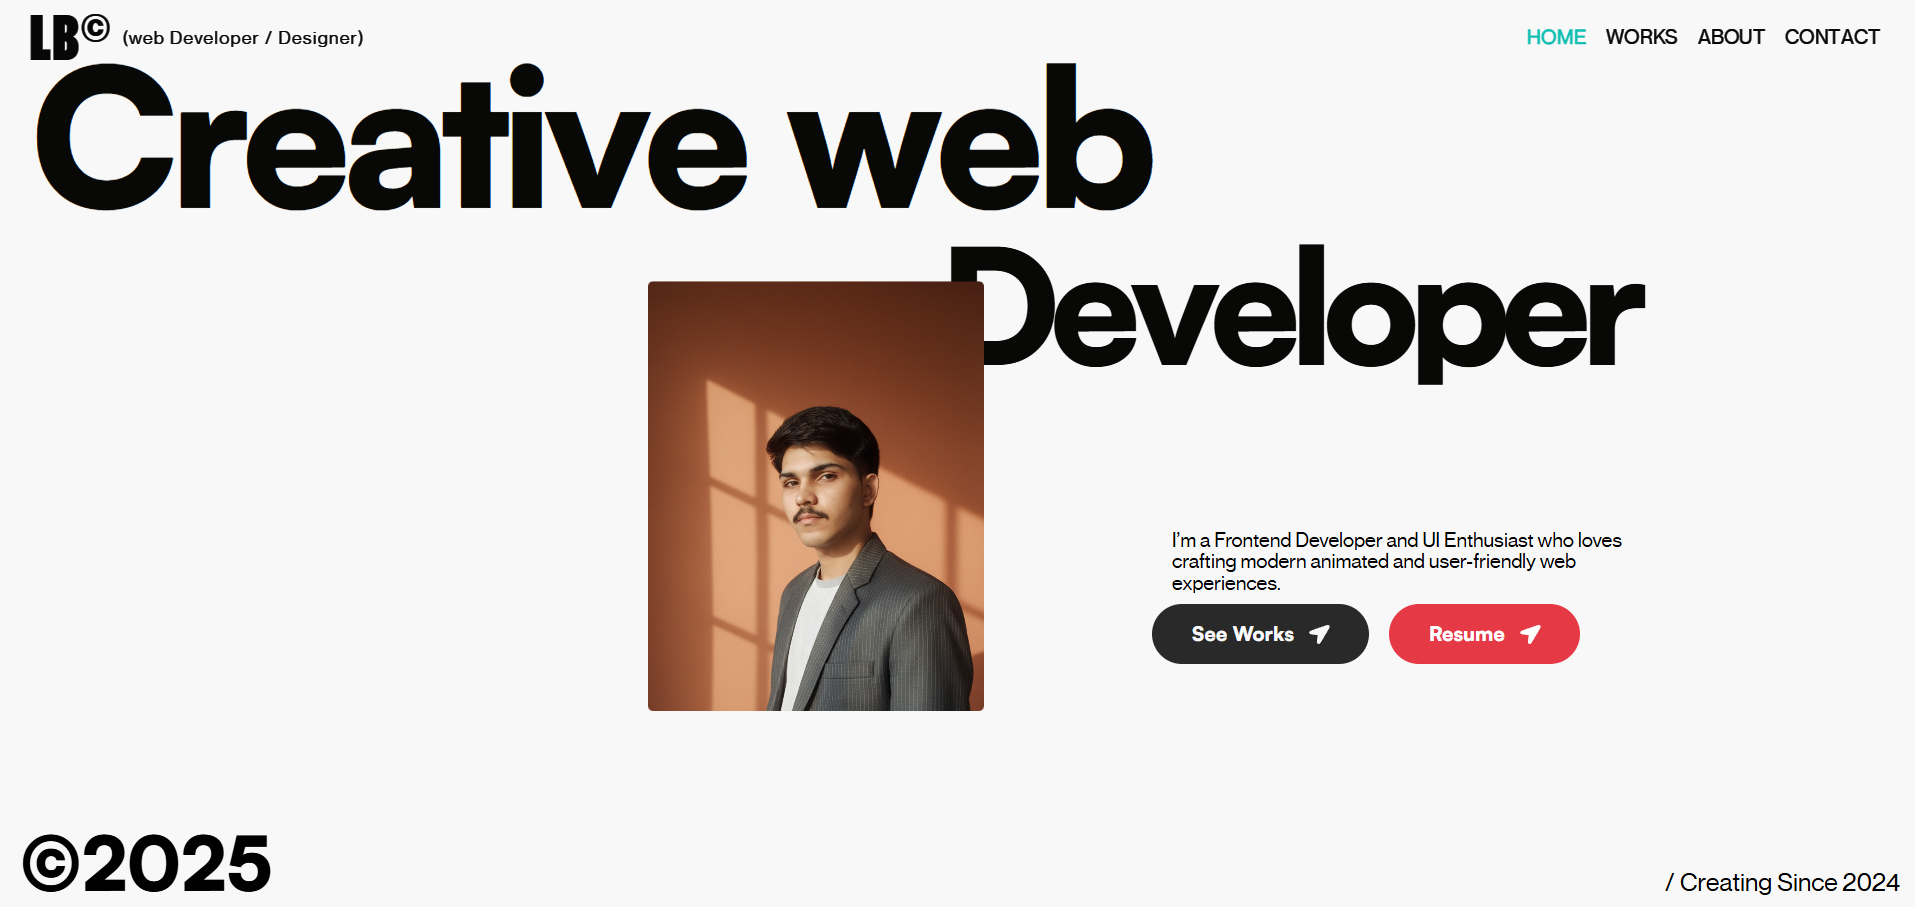 LB©
(web Developer / Designer)
HOME WORKS ABOUT CONTACT
Creative web
Developer
I'm a Frontend Developer and UI Enthusiast who loves
crafting modern animated and user-friendly web
experiences.
See Works
Resume
©2025
/ Creating Since 2024